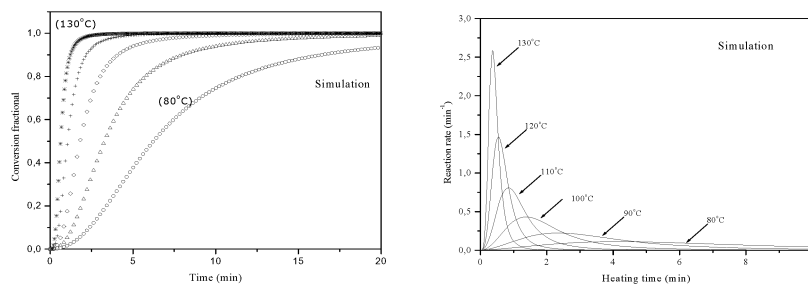 (130°C)
1,0
0,8
0,6
0,4
0,2
0,0
Conversion fractional
Simulation
(80°C)
0,0 2,5 5 10 15 20
Time (min)
3,0
2,5
2,0
1,5
1,0
0,5
0,0
Reaction rate (min⁻¹)
130°C
Simulation
120°C
110°C
100°C
90°C
80°C
0 2 4 6 8
Heating time (min)